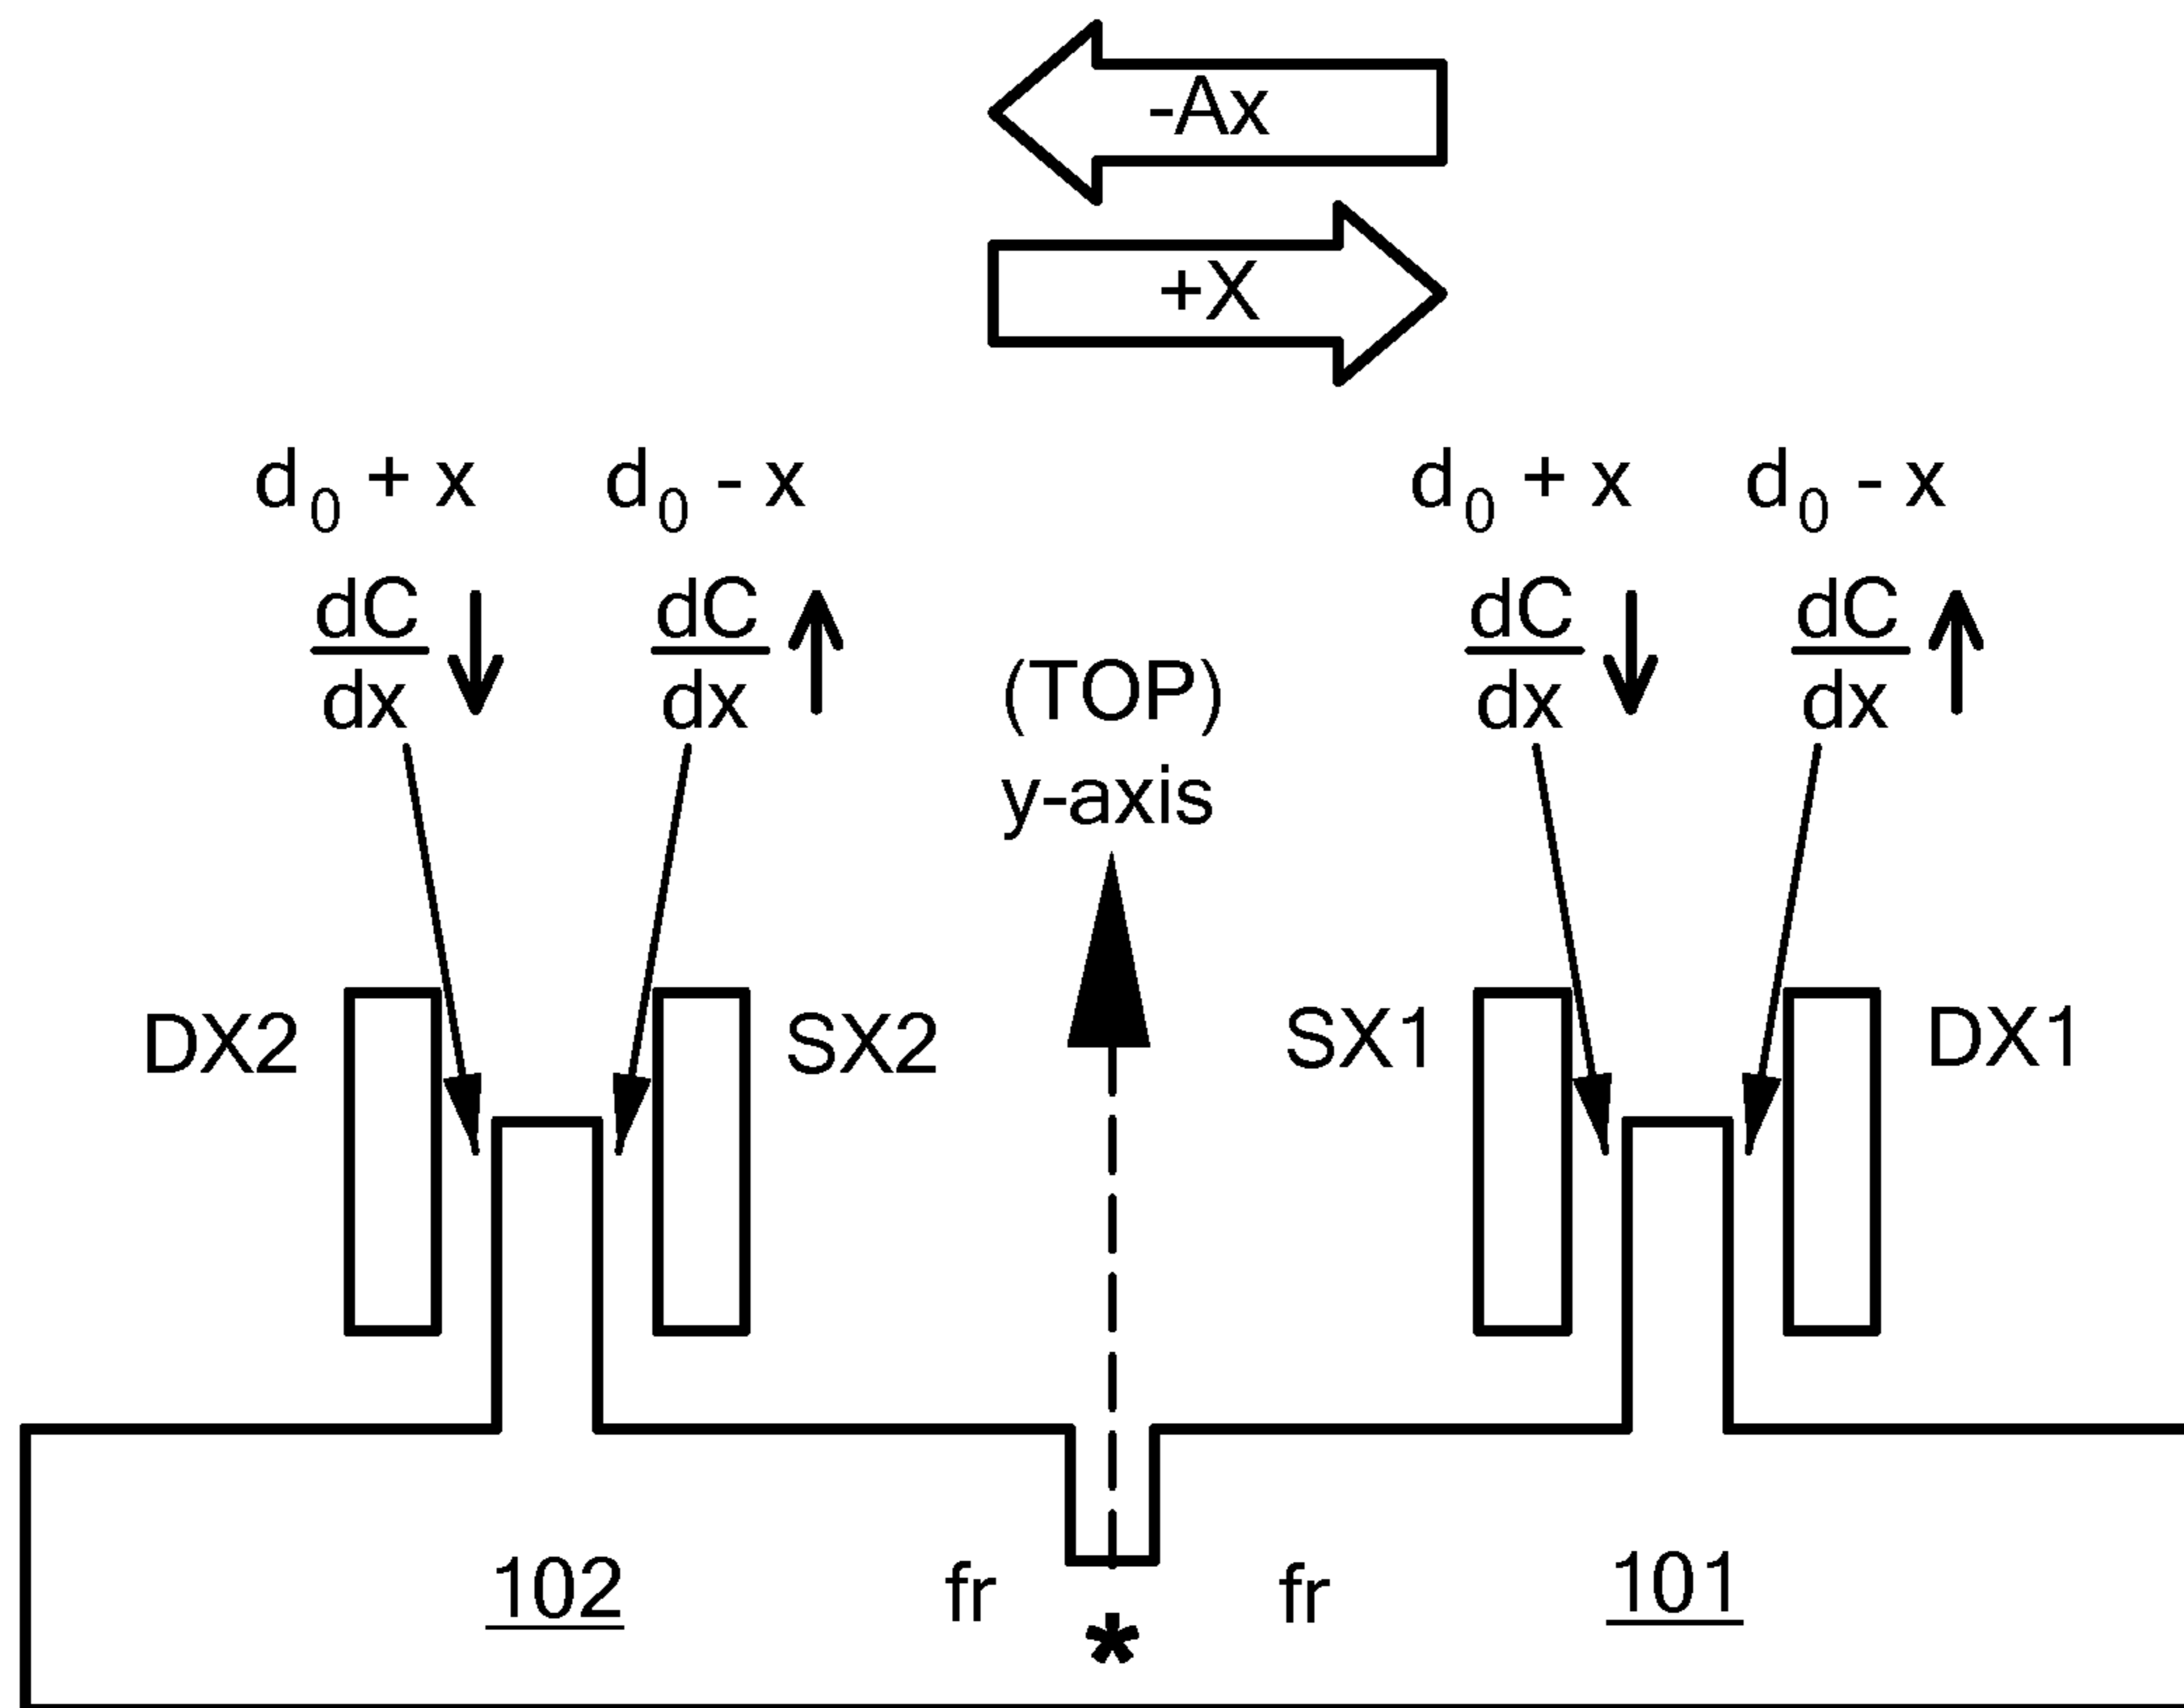 -Ax
+X
d0 + x d0 - x d0 + x d0 - x
dC/dx ↓ dC/dx ↑ dC/dx ↓ dC/dx ↑
(TOP)
y-axis
DX2 SX2 SX1 DX1
102 fr * fr 101